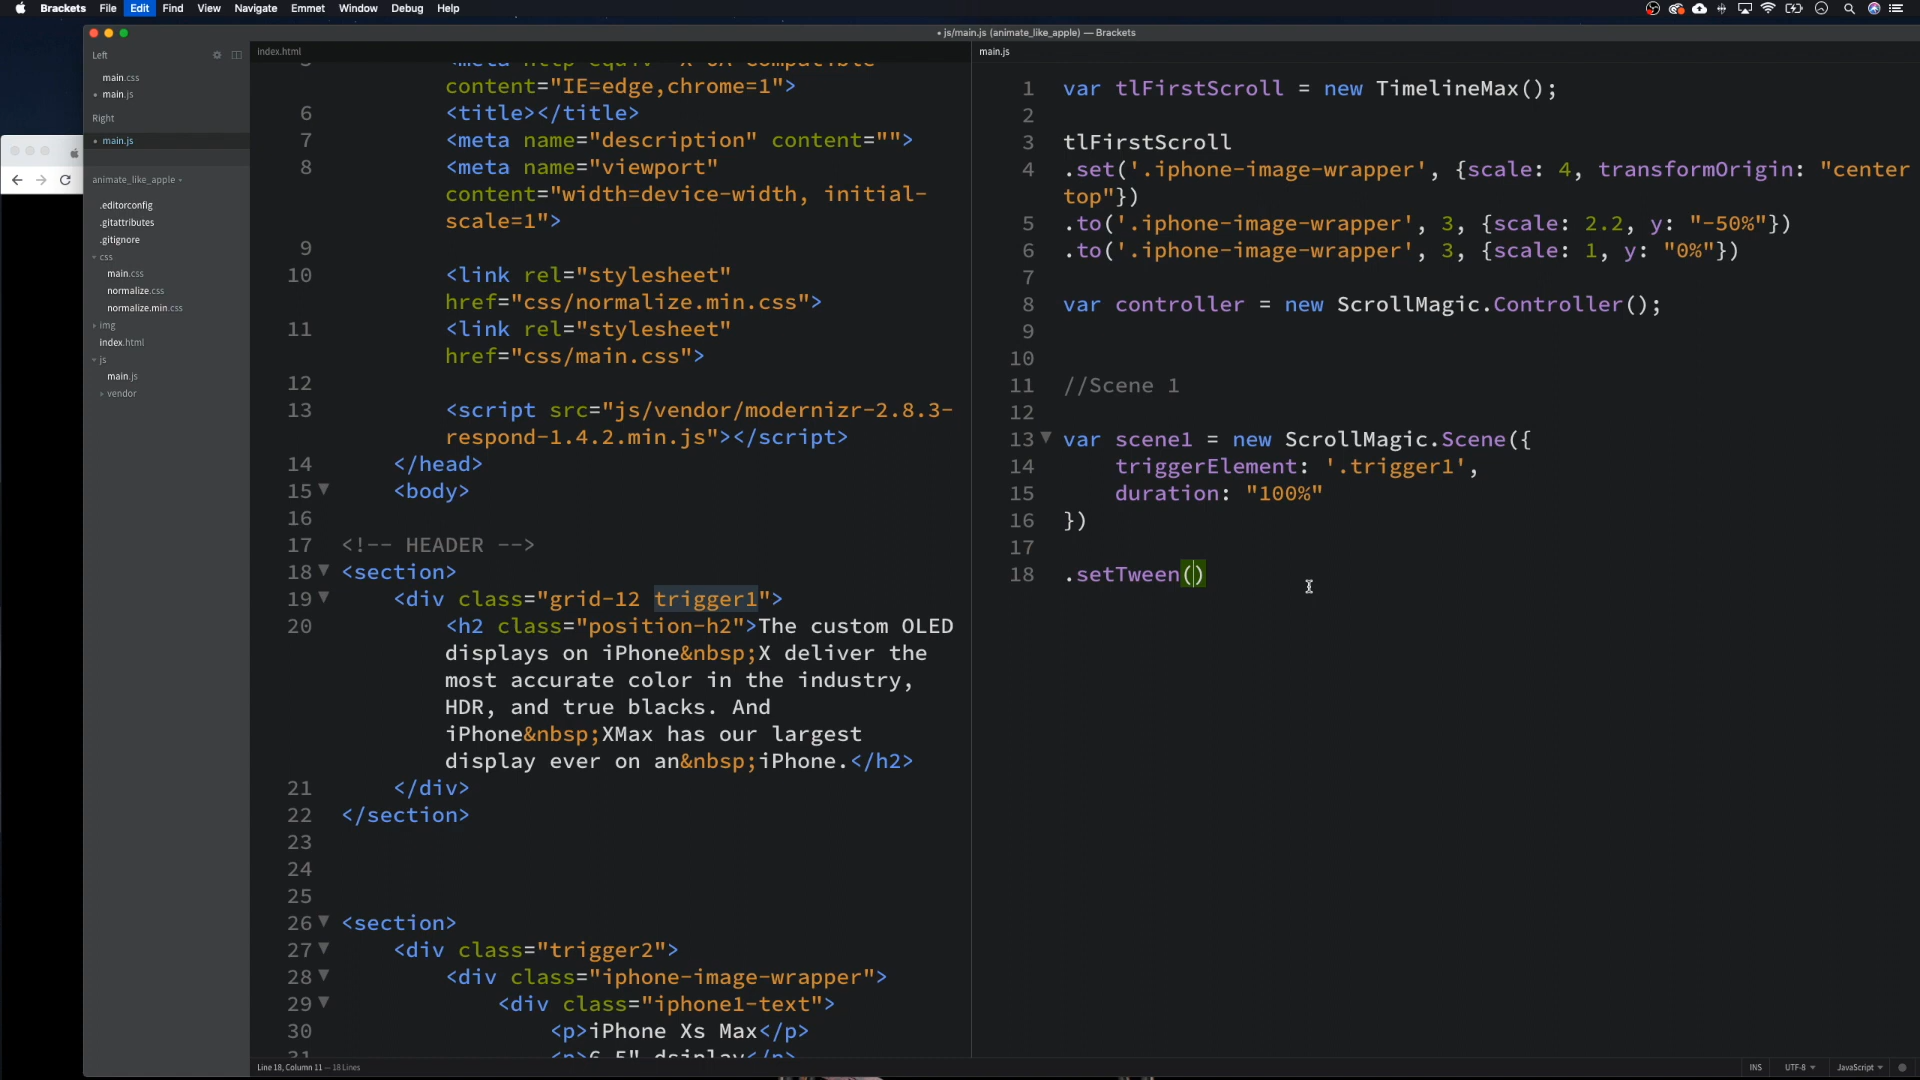 Brackets File Edit Find View Navigate Emmet Window Debug Help
• js/main.js (animate_like_apple) — Brackets
Left
main.css
• main.js
Right
• main.js
animate_like_apple
.editorconfig
.gitattributes
.gitignore
css
main.css
normalize.css
normalize.min.css
img
index.html
js
main.js
vendor
index.html
content="IE=edge,chrome=1">
6 <title></title>
7 <meta name="description" content="">
8 <meta name="viewport"
content="width=device-width, initial-
scale=1">
9
10 <link rel="stylesheet"
href="css/normalize.min.css">
11 <link rel="stylesheet"
href="css/main.css">
12
13 <script src="js/vendor/modernizr-2.8.3-
respond-1.4.2.min.js"></script>
14 </head>
15 <body>
16
17 <!-- HEADER -->
18 <section>
19 <div class="grid-12 trigger1">
20 <h2 class="position-h2">The custom OLED
displays on iPhone&nbsp;X deliver the
most accurate color in the industry,
HDR, and true blacks. And
iPhone&nbsp;XMax has our largest
display ever on an&nbsp;iPhone.</h2>
21 </div>
22 </section>
23
24
25
26 <section>
27 <div class="trigger2">
28 <div class="iphone-image-wrapper">
29 <div class="iphone1-text">
30 <p>iPhone Xs Max</p>
31 <p>6.5" dsiplay</p>
main.js
1 var tlFirstScroll = new TimelineMax();
2
3 tlFirstScroll
4 .set('.iphone-image-wrapper', {scale: 4, transformOrigin: "center
top"})
5 .to('.iphone-image-wrapper', 3, {scale: 2.2, y: "-50%"})
6 .to('.iphone-image-wrapper', 3, {scale: 1, y: "0%"})
7
8 var controller = new ScrollMagic.Controller();
9
10
11 //Scene 1
12
13 var scene1 = new ScrollMagic.Scene({
14 triggerElement: '.trigger1',
15 duration: "100%"
16 })
17
18 .setTween()
Line 18, Column 11 — 18 Lines
INS UTF-8 JavaScript